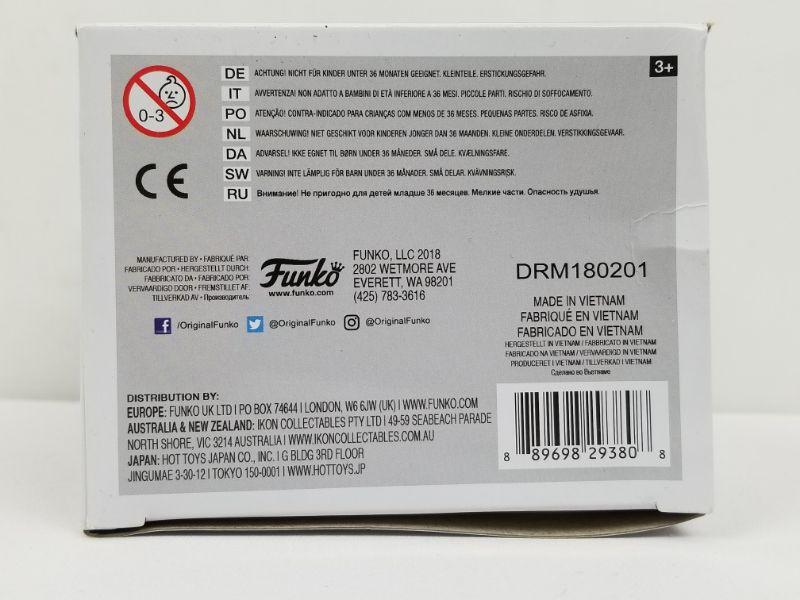 0-3
3+
DE ACHTUNG! NICHT FÜR KINDER UNTER 36 MONATEN GEEIGNET. KLEINTEILE. ERSTICKUNGSGEFAHR.
IT AVVERTENZA! NON ADATTO A BAMBINI DI ETÀ INFERIORE A 36 MESI. PICCOLE PARTI. RISCHIO DI SOFFOCAMENTO.
PO ATENÇÃO! CONTRA-INDICADO PARA CRIANÇAS COM MENOS DE 36 MESES. PEQUENAS PARTES. RISCO DE ASFIXIA.
NL WAARSCHUWING! NIET GESCHIKT VOOR KINDEREN JONGER DAN 36 MAANDEN. KLEINE ONDERDELEN. VERSTIKKINGSGEVAAR.
DA ADVARSEL! IKKE EGNET TIL BØRN UNDER 36 MÅNEDER. SMÅ DELE. KVÆLNINGSFARE.
SW VARNING! INTE LÄMPLIG FÖR BARN UNDER 36 MÅNADER. SMÅ DELAR. KVÄVNINGSRISK.
RU Внимание! Не пригодно для детей младше 36 месяцев. Мелкие части. Опасность удушья.
CE
MANUFACTURED BY • FABRIQUÉ PAR:
FABRICADO POR • HERGESTELLT DURCH:
FABBRICATO DA • FABRICADO POR:
VERVAARDIGD DOOR • FREMSTILLET AF:
TILLVERKAD AV • Производитель
Funko
www.funko.com
FUNKO, LLC 2018
2802 WETMORE AVE
EVERETT, WA 98201
(425) 783-3616
f /OriginalFunko @OriginalFunko @OriginalFunko
DRM180201
MADE IN VIETNAM
FABRIQUÉ EN VIETNAM
FABRICADO EN VIETNAM
HERGESTELLT IN VIETNAM / FABBRICATO IN VIETNAM
FABRICADO NA VIETNAM / VERVAARDIGD IN VIETNAM
PRODUCERET I VIETNAM / TILLVERKAD I VIETNAM
Сделано во Вьетнаме
DISTRIBUTION BY:
EUROPE: FUNKO UK LTD | PO BOX 74644 | LONDON, W6 6JW (UK) | WWW.FUNKO.COM
AUSTRALIA & NEW ZEALAND: IKON COLLECTABLES PTY LTD | 49-59 SEABEACH PARADE
NORTH SHORE, VIC 3214 AUSTRALIA | WWW.IKONCOLLECTABLES.COM.AU
JAPAN: HOT TOYS JAPAN CO., INC. | G BLDG 3RD FLOOR
JINGUMAE 3-30-12 | TOKYO 150-0001 | WWW.HOTTOYS.JP
8 89698 29380 8